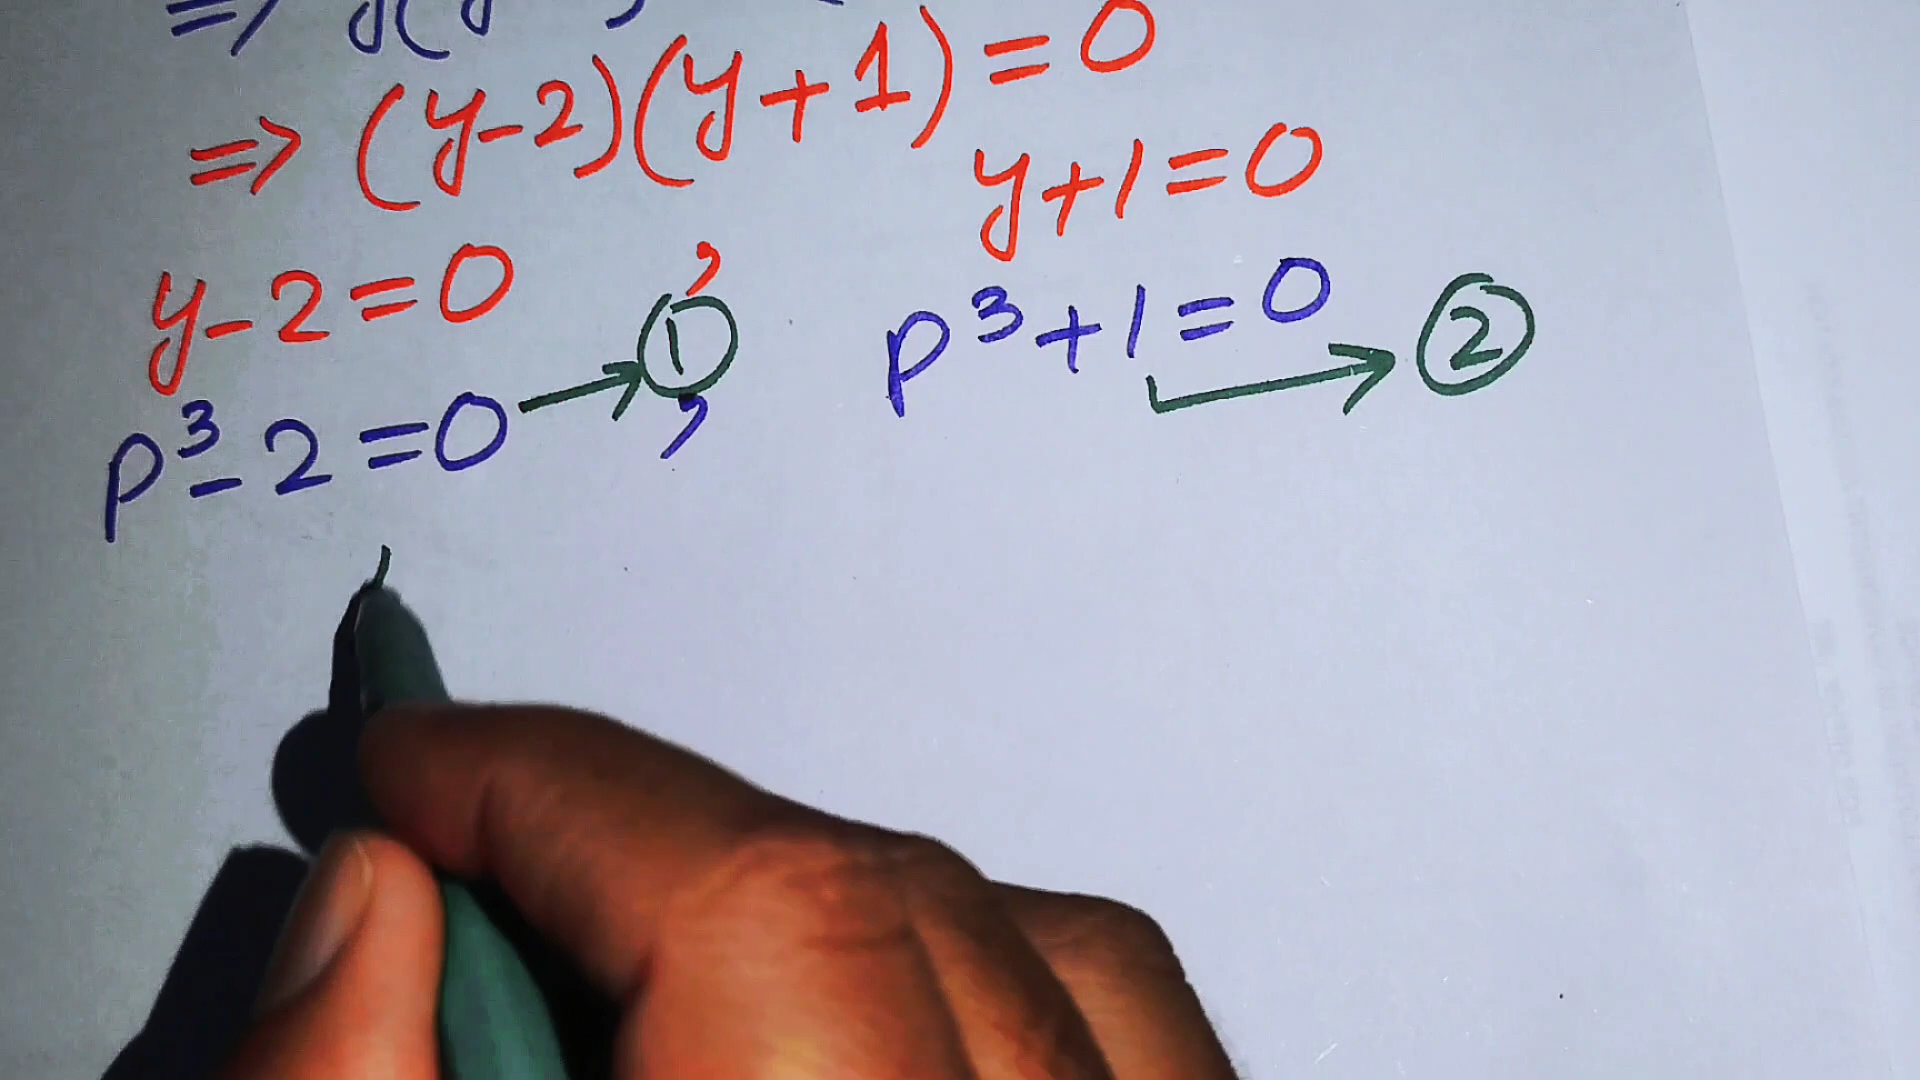 ⇒ (y-2)(y+1)=0
y-2=0 , y+1=0
p³-2=0 → ① , p³+1=0 → ②